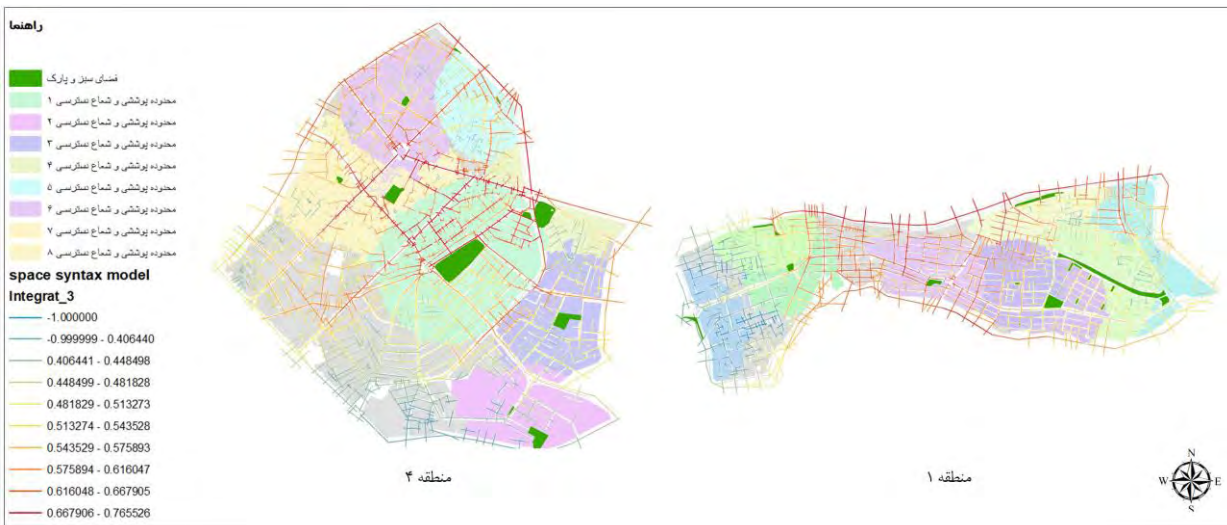 راهنما
فضای سبز و پارک
محدوده پوششی و شعاع دسترسی ۱
محدوده پوششی و شعاع دسترسی ۲
محدوده پوششی و شعاع دسترسی ۳
محدوده پوششی و شعاع دسترسی ۴
محدوده پوششی و شعاع دسترسی ۵
محدوده پوششی و شعاع دسترسی ۶
محدوده پوششی و شعاع دسترسی ۷
محدوده پوششی و شعاع دسترسی ۸
space syntax model
Integrat_3
-1.000000
-0.999999 - 0.406440
0.406441 - 0.448498
0.448499 - 0.481828
0.481829 - 0.513273
0.513274 - 0.543528
0.543529 - 0.575893
0.575894 - 0.616047
0.616048 - 0.667905
0.667906 - 0.765526
منطقه ۴
منطقه ۱
N
W E
S